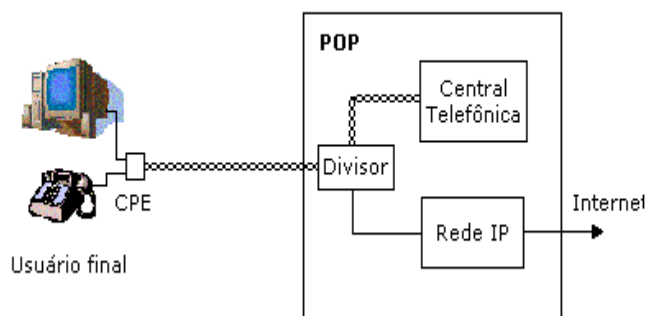 POP
Central
Telefônica
Divisor
CPE
Rede IP
Internet
Usuário final